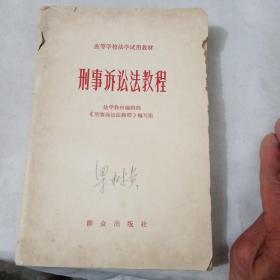 高等学校法学试用教材
刑事诉讼法教程
法学教材编辑部
《刑事诉讼法教程》编写组
群众出版社